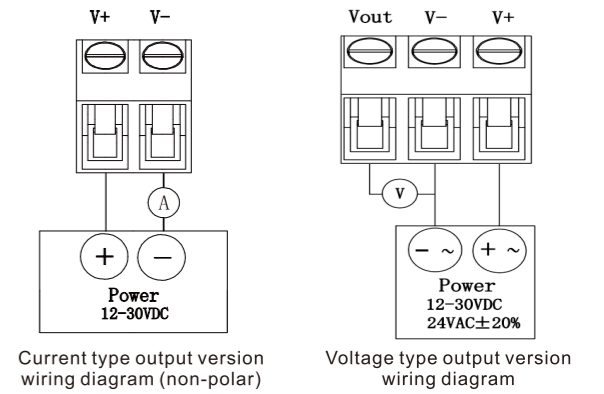 V+ V-
A
+ −
Power
12-30VDC
Current type output version
wiring diagram (non-polar)
Vout V- V+
V
- ~ + ~
Power
12-30VDC
24VAC±20%
Voltage type output version
wiring diagram